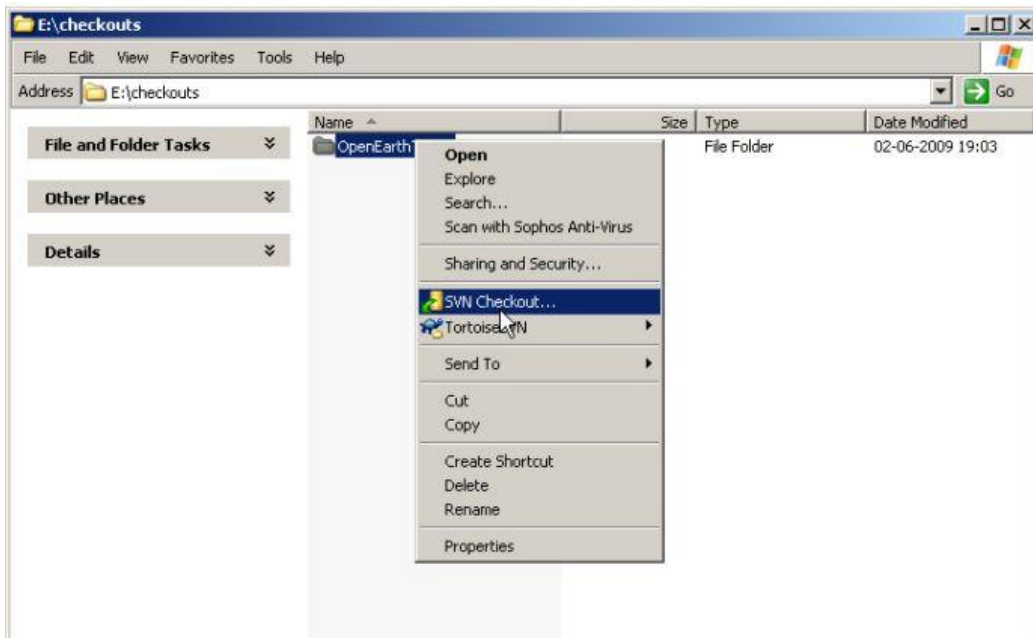 E:\checkouts
File Edit View Favorites Tools Help
Address E:\checkouts Go
Name Size Type Date Modified
File and Folder Tasks
OpenEarth File Folder 02-06-2009 19:03
Open
Explore
Other Places
Search...
Scan with Sophos Anti-Virus
Details
Sharing and Security...
SVN Checkout...
Send To
Cut
Copy
Create Shortcut
Delete
Rename
Properties